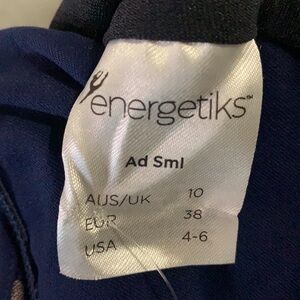 energetiks™
Ad Sml
AUS/UK 10
EUR 38
USA 4-6